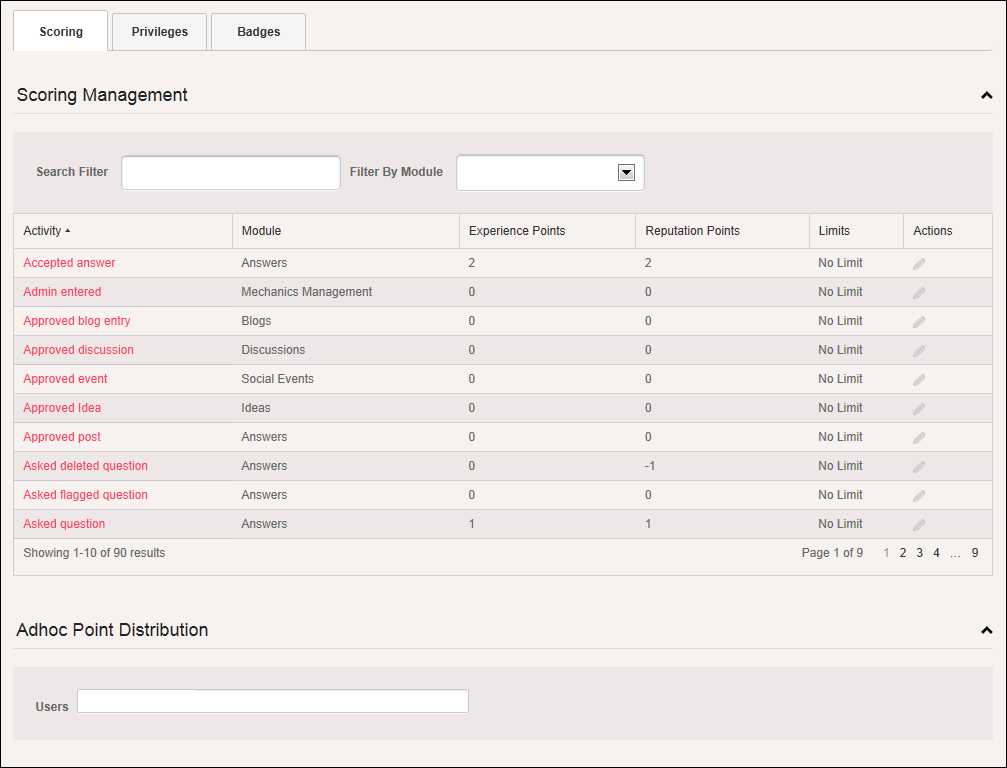 Scoring Privileges Badges
Scoring Management
Search Filter Filter By Module
Activity Module Experience Points Reputation Points Limits Actions
Accepted answer Answers 2 2 No Limit
Admin entered Mechanics Management 0 0 No Limit
Approved blog entry Blogs 0 0 No Limit
Approved discussion Discussions 0 0 No Limit
Approved event Social Events 0 0 No Limit
Approved Idea Ideas 0 0 No Limit
Approved post Answers 0 0 No Limit
Asked deleted question Answers 0 -1 No Limit
Asked flagged question Answers 0 0 No Limit
Asked question Answers 1 1 No Limit
Showing 1-10 of 90 results Page 1 of 9 1 2 3 4 ... 9
Adhoc Point Distribution
Users